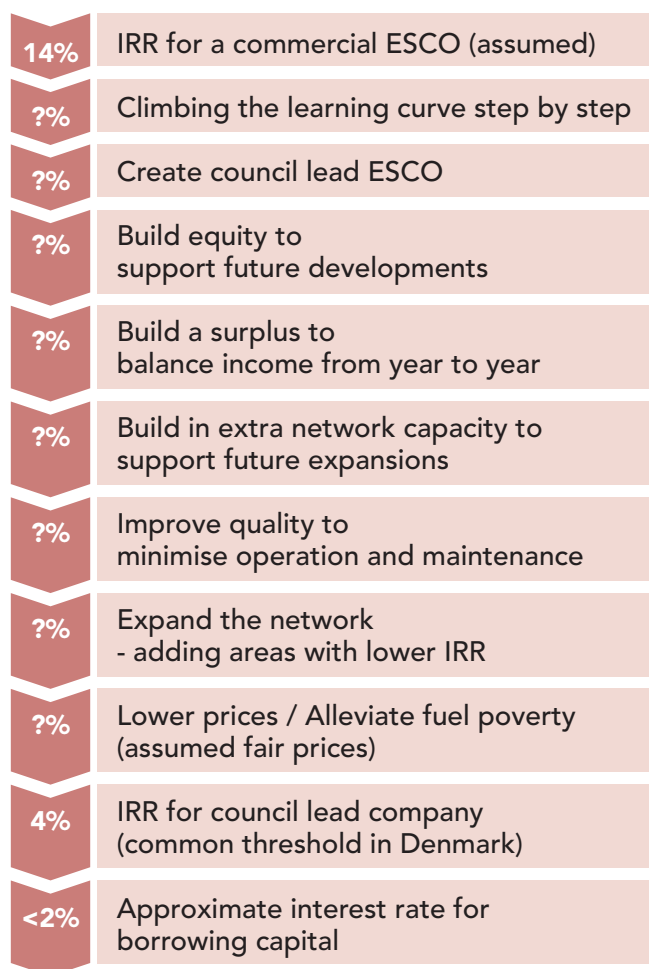 14% IRR for a commercial ESCO (assumed)
?% Climbing the learning curve step by step
?% Create council lead ESCO
?% Build equity to
support future developments
?% Build a surplus to
balance income from year to year
?% Build in extra network capacity to
support future expansions
?% Improve quality to
minimise operation and maintenance
?% Expand the network
- adding areas with lower IRR
?% Lower prices / Alleviate fuel poverty
(assumed fair prices)
4% IRR for council lead company
(common threshold in Denmark)
<2% Approximate interest rate for
borrowing capital